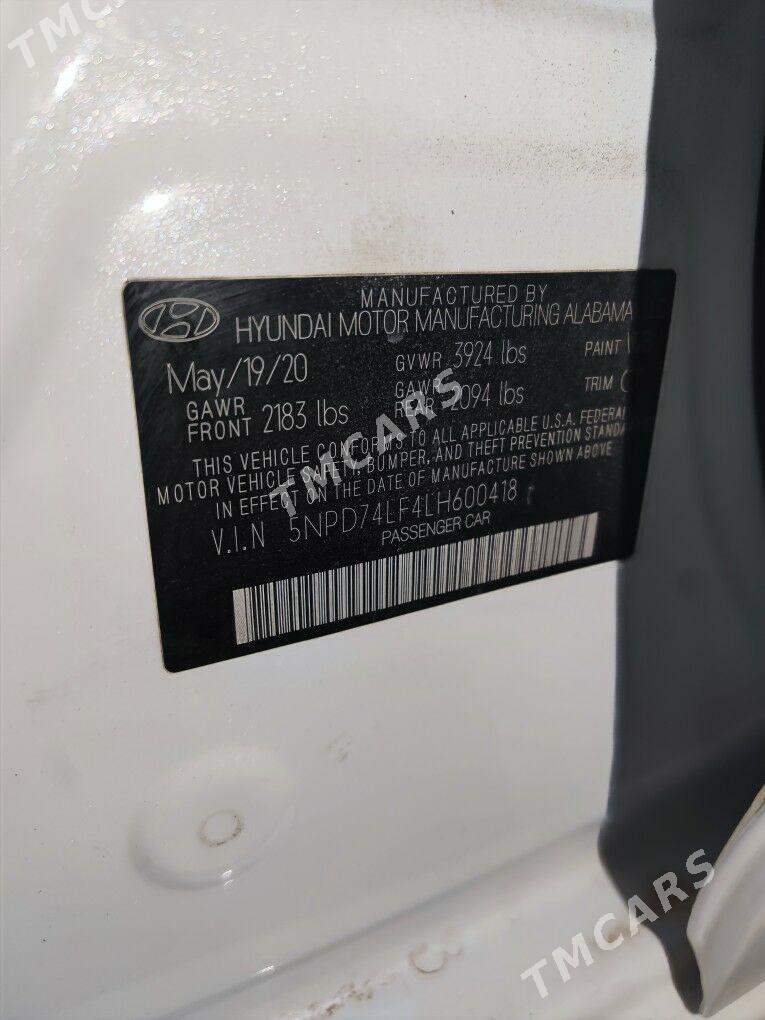 TMCARS
MANUFACTURED BY
HYUNDAI MOTOR MANUFACTURING ALABAMA
May/19/20 GVWR 3924 lbs PAINT
GAWR FRONT 2183 lbs GAWR REAR 2094 lbs TRIM
THIS VEHICLE CONFORMS TO ALL APPLICABLE U.S.A. FEDERAL
MOTOR VEHICLE SAFETY, BUMPER, AND THEFT PREVENTION
IN EFFECT ON THE DATE OF MANUFACTURE SHOWN ABOVE
V.I.N 5NPD74LF4LH600418
PASSENGER CAR
TMCARS
TMCARS